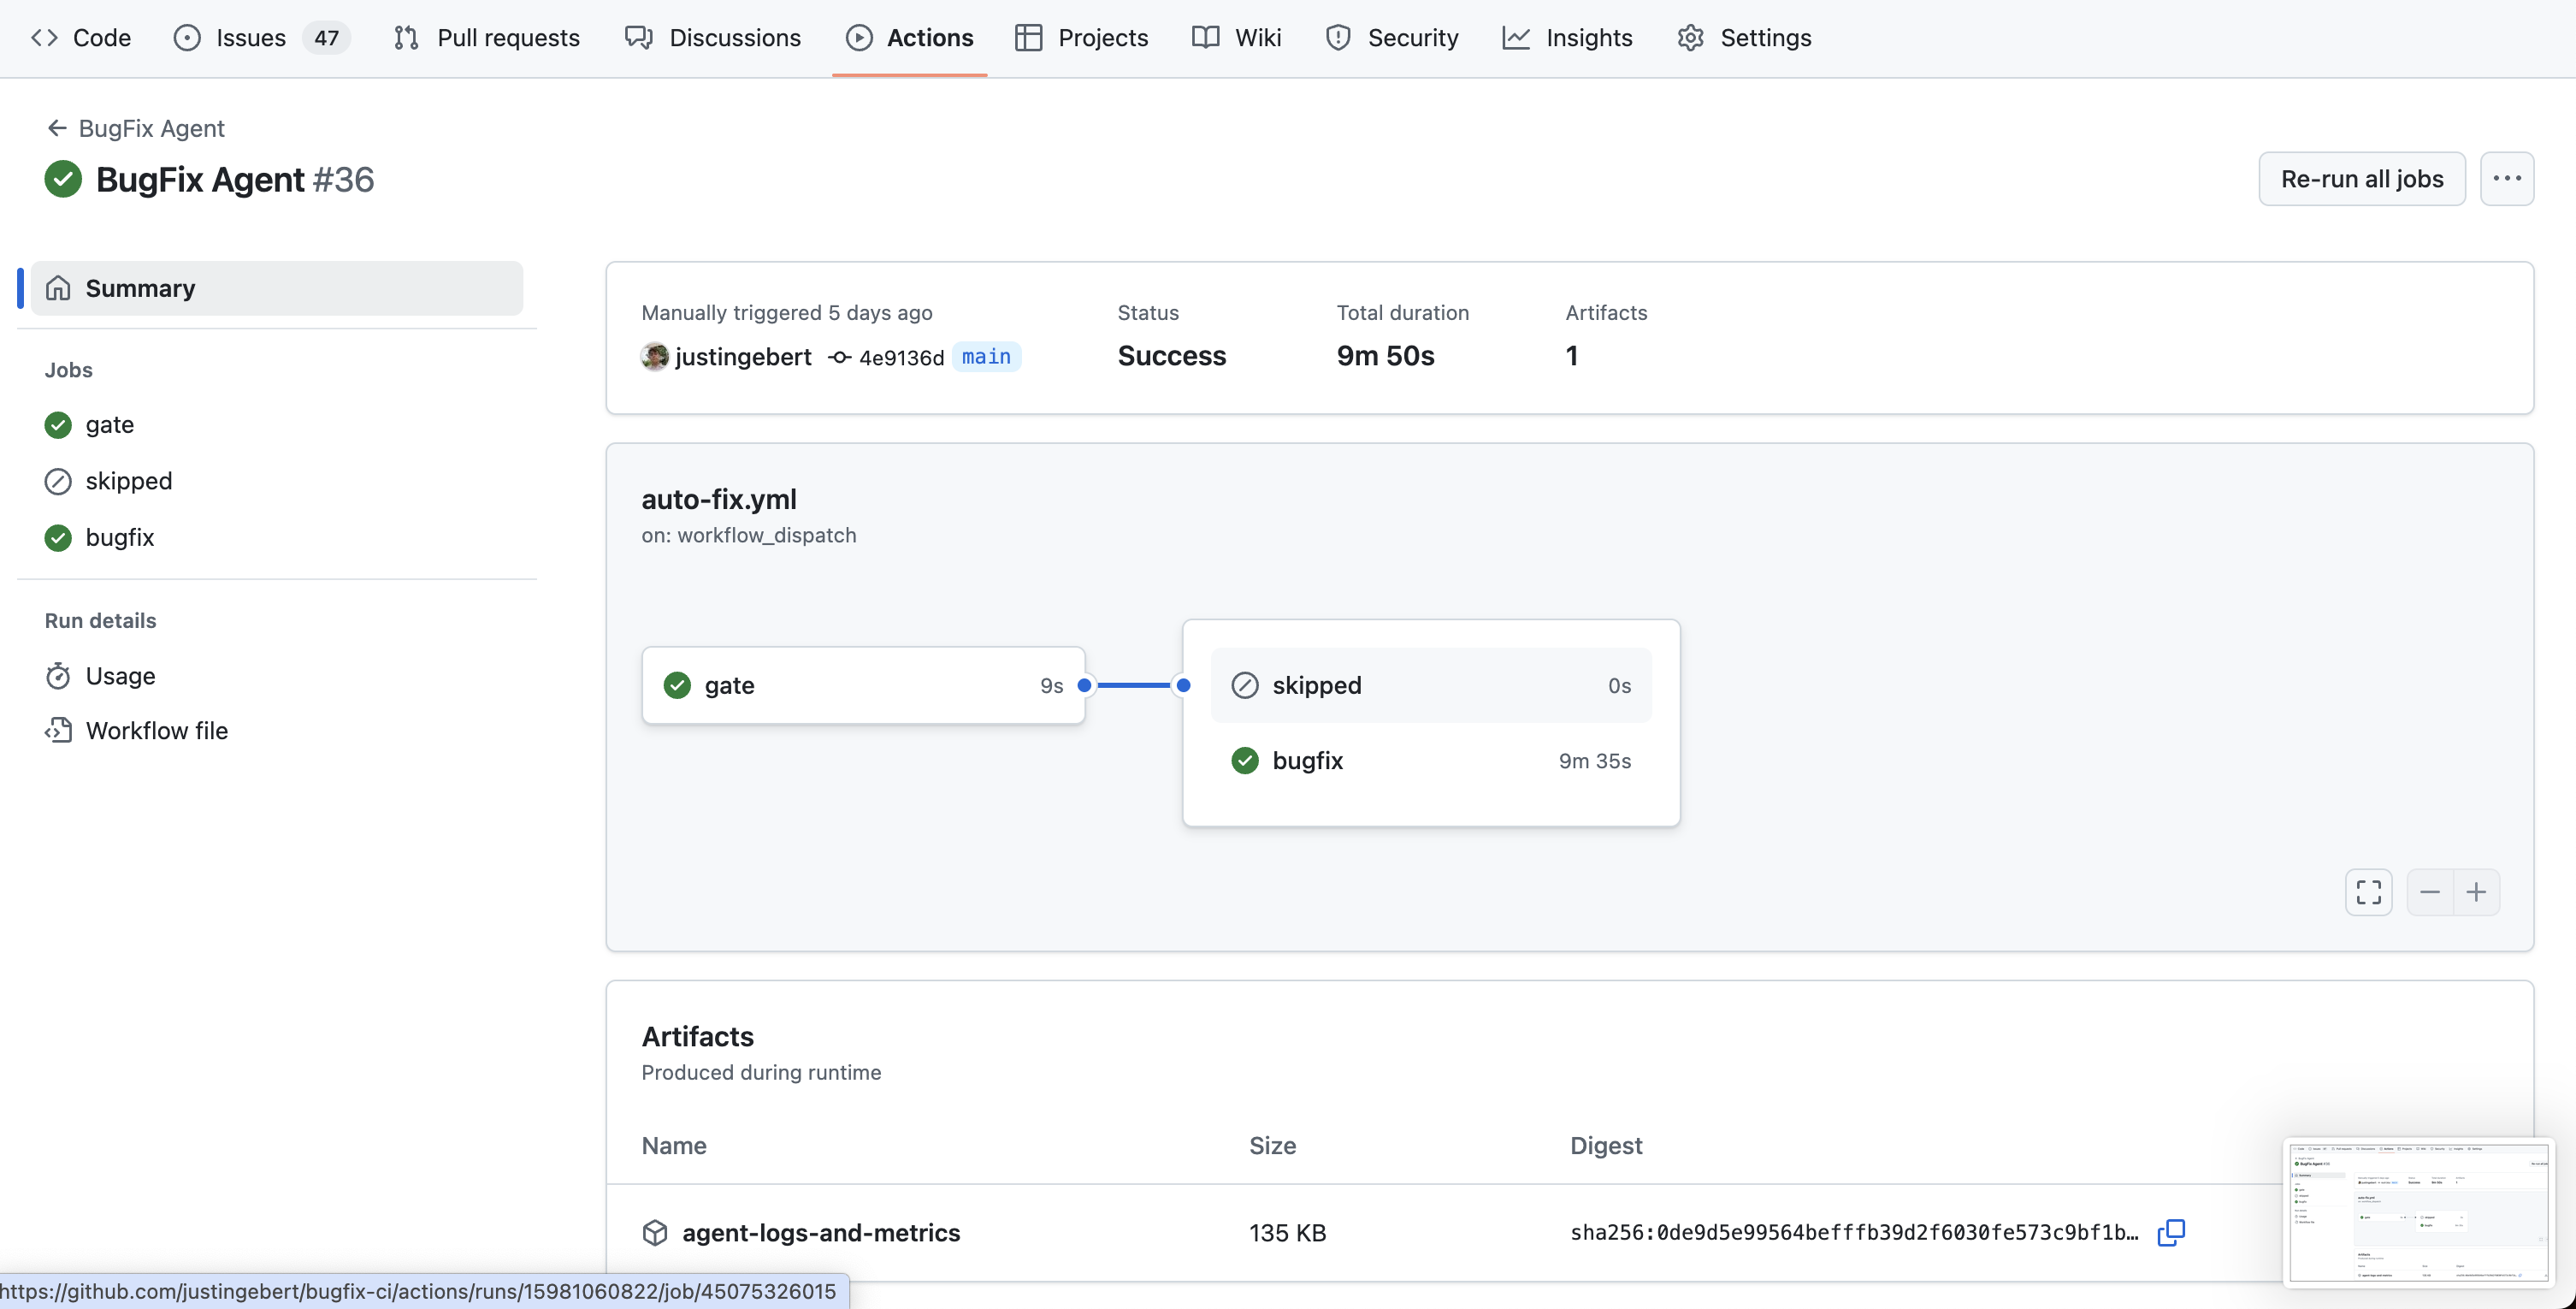 Code Issues 47 Pull requests Discussions Actions Projects Wiki Security Insights Settings
BugFix Agent
BugFix Agent #36
Re-run all jobs
Summary
Jobs
gate
skipped
bugfix
Run details
Usage
Workflow file
Manually triggered 5 days ago
justingebert 4e9136d main
Status
Success
Total duration
9m 50s
Artifacts
1
auto-fix.yml
on: workflow_dispatch
gate 9s
skipped 0s
bugfix 9m 35s
Artifacts
Produced during runtime
Name Size Digest
agent-logs-and-metrics 135 KB sha256:0de9d5e99564befffb39d2f6030fe573c9bf1b…
https://github.com/justingebert/bugfix-ci/actions/runs/15981060822/job/45075326015